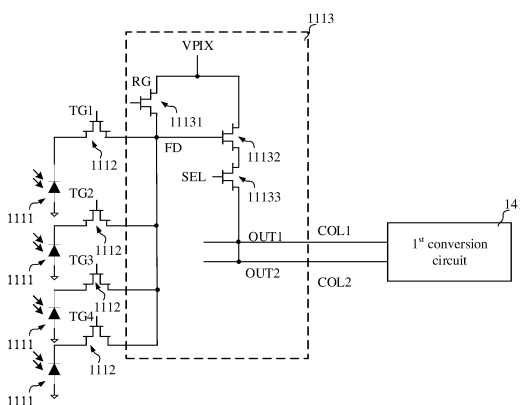 1113
VPIX
RG
11131
TG1
1112
FD
11132
SEL
11133
1111
TG2
1112
141
OUT1
COL1
1st conversion
circuit
1111
TG3
1112
OUT2
COL2
1111
TG4
1112
1111